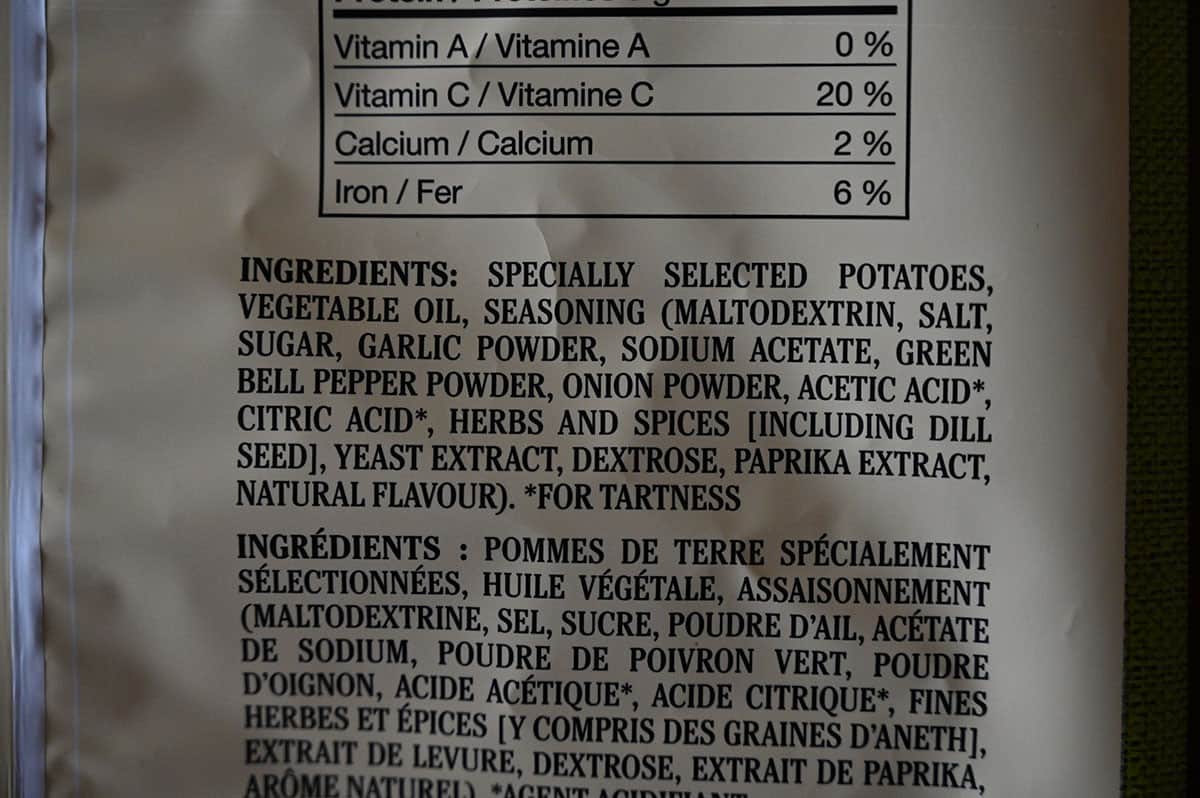 Vitamin A / Vitamine A 0 %
Vitamin C / Vitamine C 20 %
Calcium / Calcium 2 %
Iron / Fer 6 %
INGREDIENTS: SPECIALLY SELECTED POTATOES,
VEGETABLE OIL, SEASONING (MALTODEXTRIN, SALT,
SUGAR, GARLIC POWDER, SODIUM ACETATE, GREEN
BELL PEPPER POWDER, ONION POWDER, ACETIC ACID*,
CITRIC ACID*, HERBS AND SPICES [INCLUDING DILL
SEED], YEAST EXTRACT, DEXTROSE, PAPRIKA EXTRACT,
NATURAL FLAVOUR). *FOR TARTNESS
INGRÉDIENTS : POMMES DE TERRE SPÉCIALEMENT
SÉLECTIONNÉES, HUILE VÉGÉTALE, ASSAISONNEMENT
(MALTODEXTRINE, SEL, SUCRE, POUDRE D'AIL, ACÉTATE
DE SODIUM, POUDRE DE POIVRON VERT, POUDRE
D'OIGNON, ACIDE ACÉTIQUE*, ACIDE CITRIQUE*, FINES
HERBES ET ÉPICES [Y COMPRIS DES GRAINES D'ANETH],
EXTRAIT DE LEVURE, DEXTROSE, EXTRAIT DE PAPRIKA,
ARÔME NATUREL). *AGENT ACIDIFIANT